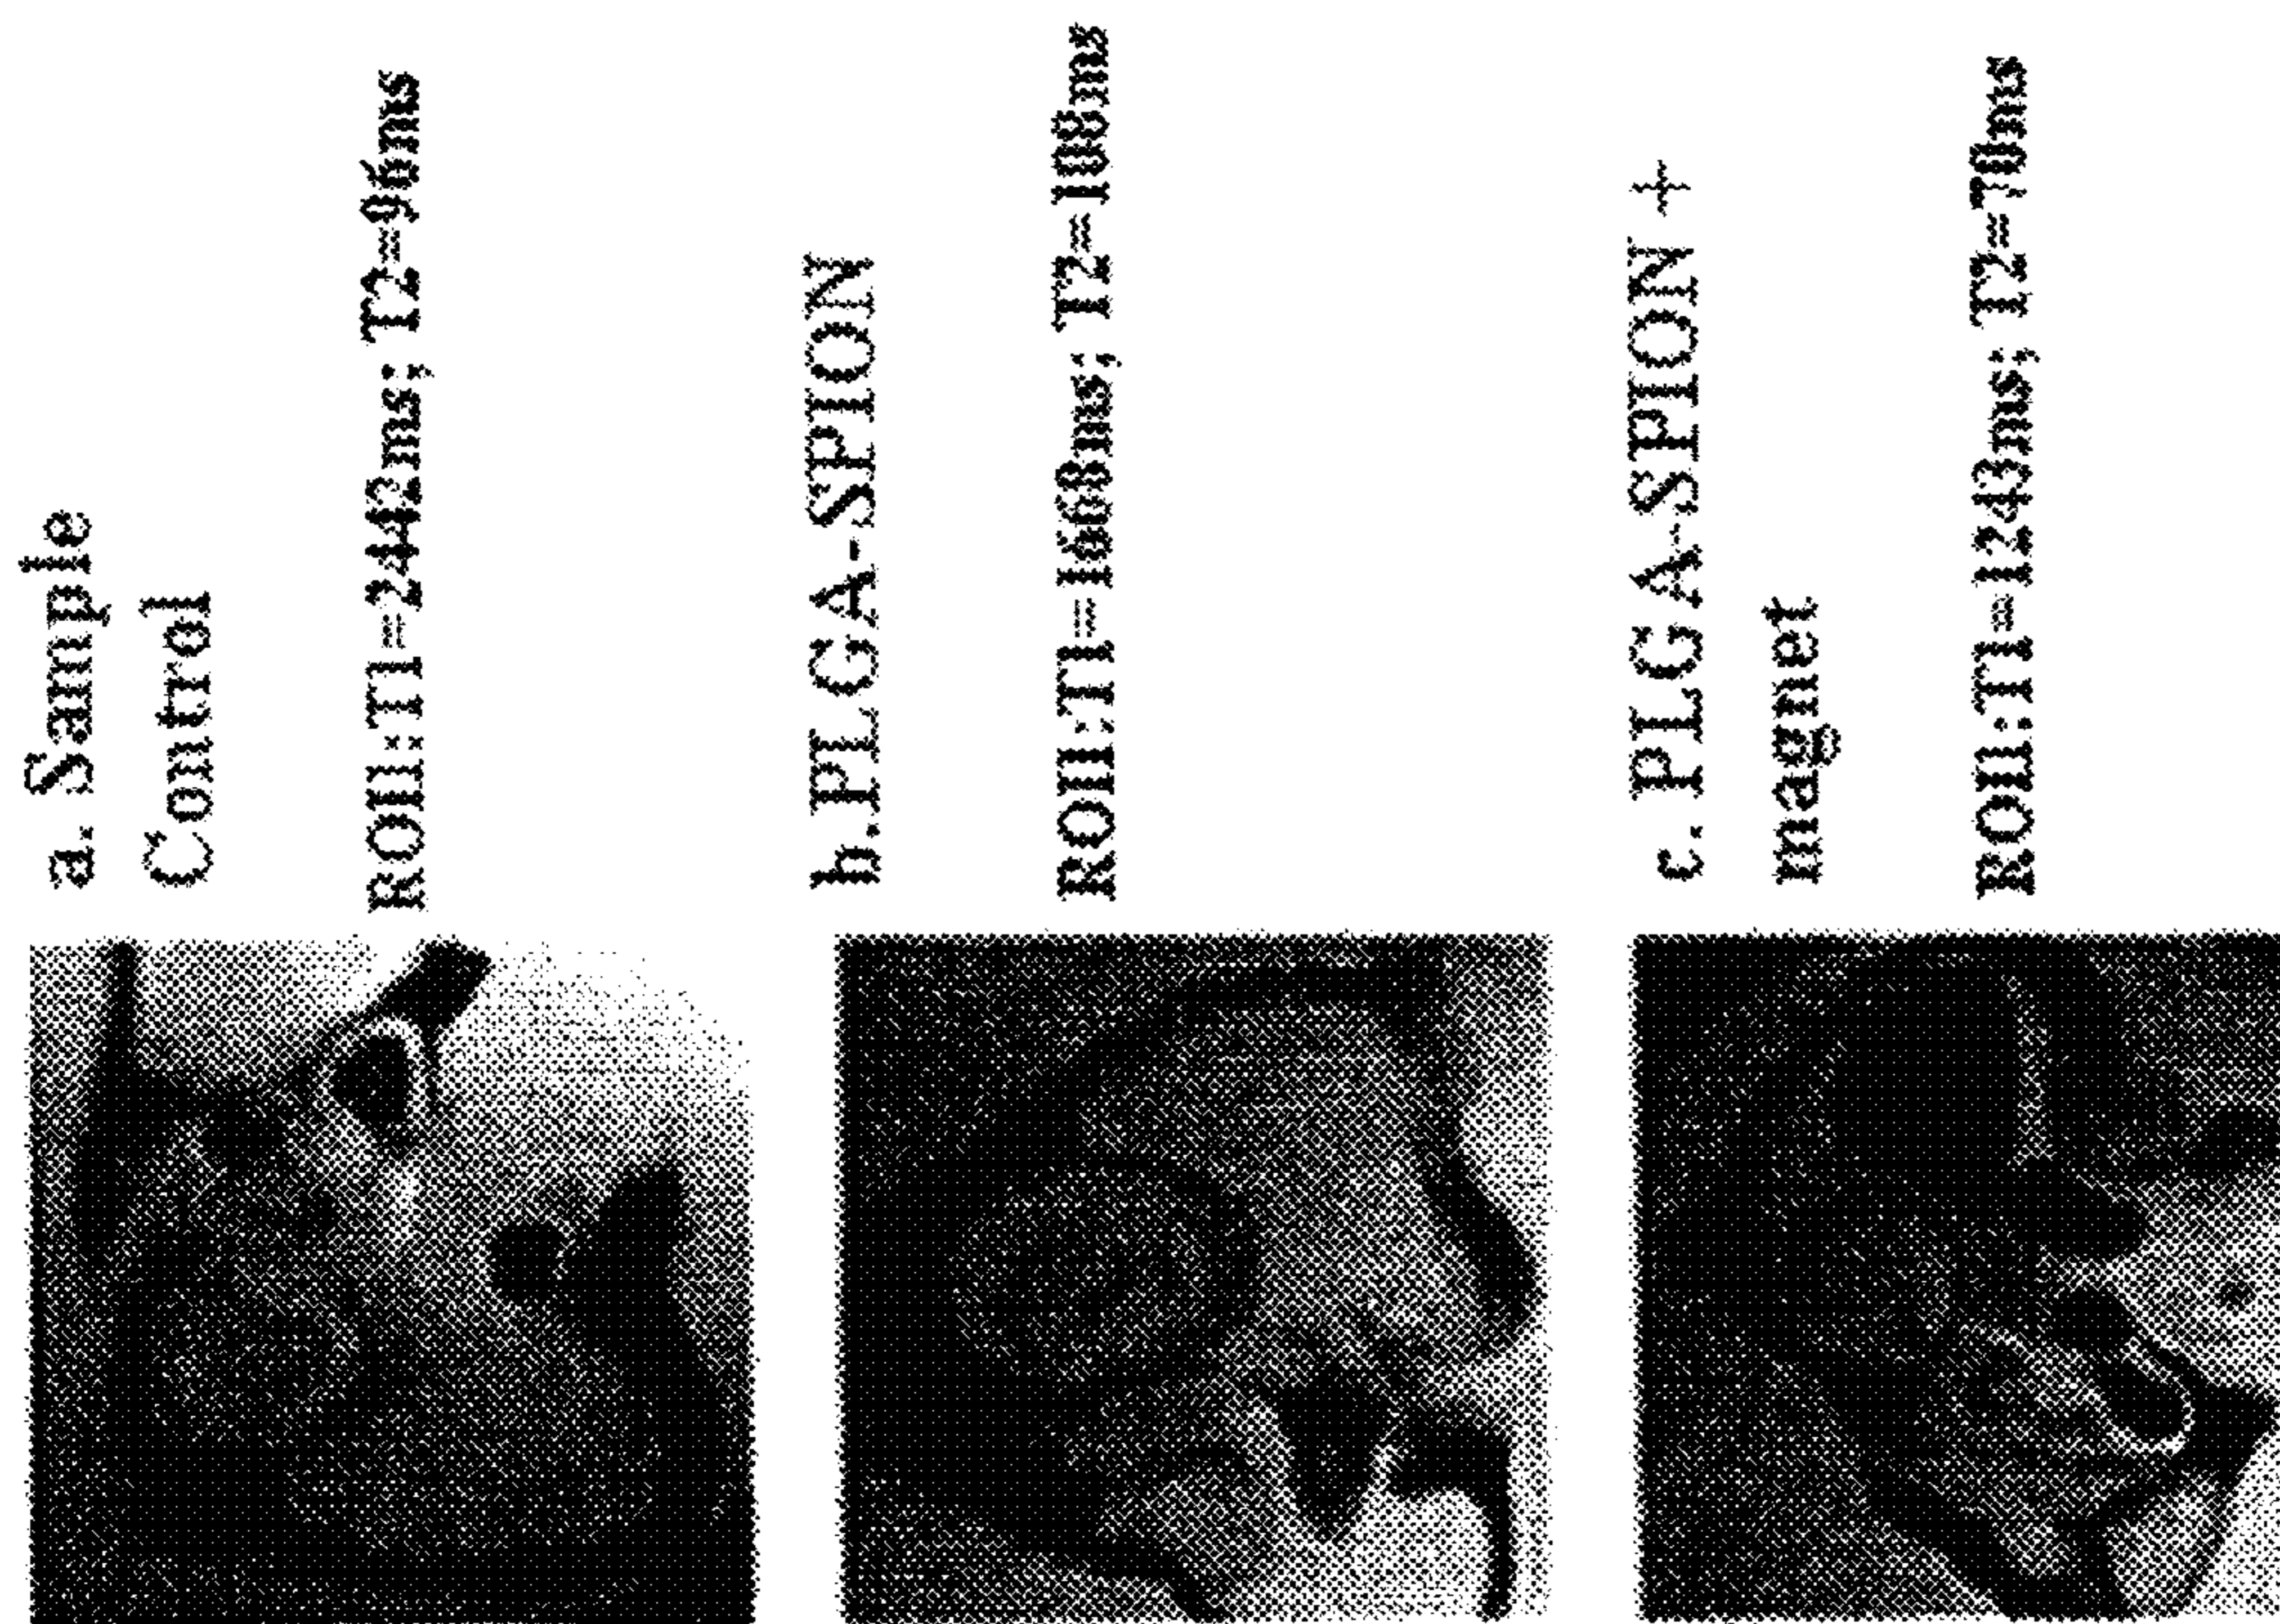 a. Sample
Control
ROI1:T1=2442ms; T2=96ms
b.PLGA-SPION
ROI1:T1=1668ms; T2=108ms
c. PLGA-SPION +
magnet
ROI1:T1=1243ms; T2=70ms